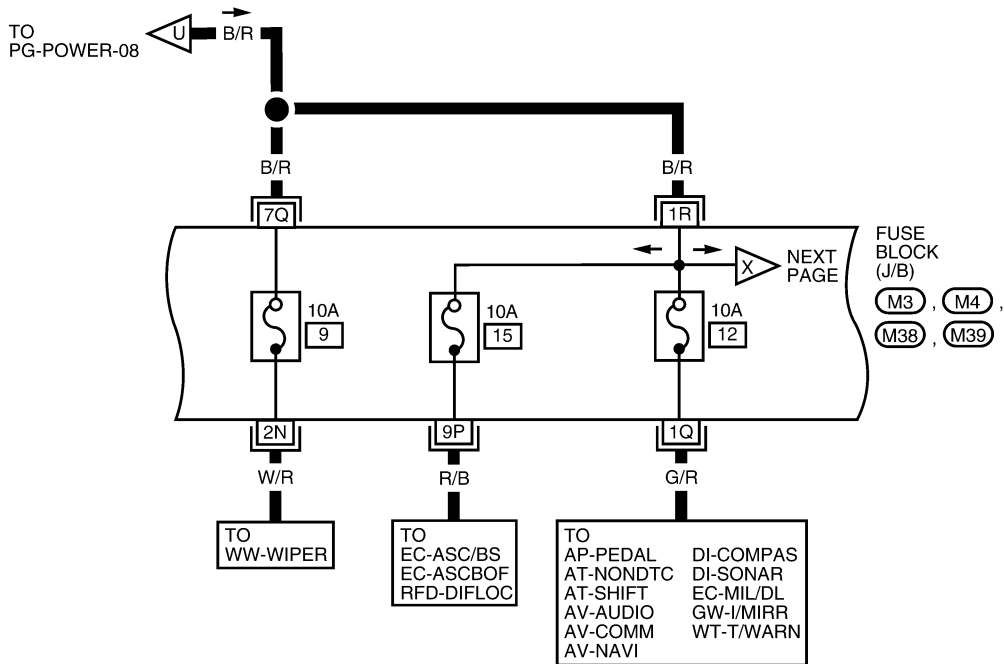 TO
PG-POWER-08
U
B/R
B/R
B/R
7Q
1R
X
NEXT
PAGE
FUSE
BLOCK
(J/B)
M3 , M4 ,
M38 , M39
10A
9
10A
15
10A
12
2N
9P
1Q
W/R
R/B
G/R
TO
WW-WIPER
TO
EC-ASC/BS
EC-ASCBOF
RFD-DIFLOC
TO
AP-PEDAL
AT-NONDTC
AT-SHIFT
AV-AUDIO
AV-COMM
AV-NAVI
DI-COMPAS
DI-SONAR
EC-MIL/DL
GW-I/MIRR
WT-T/WARN